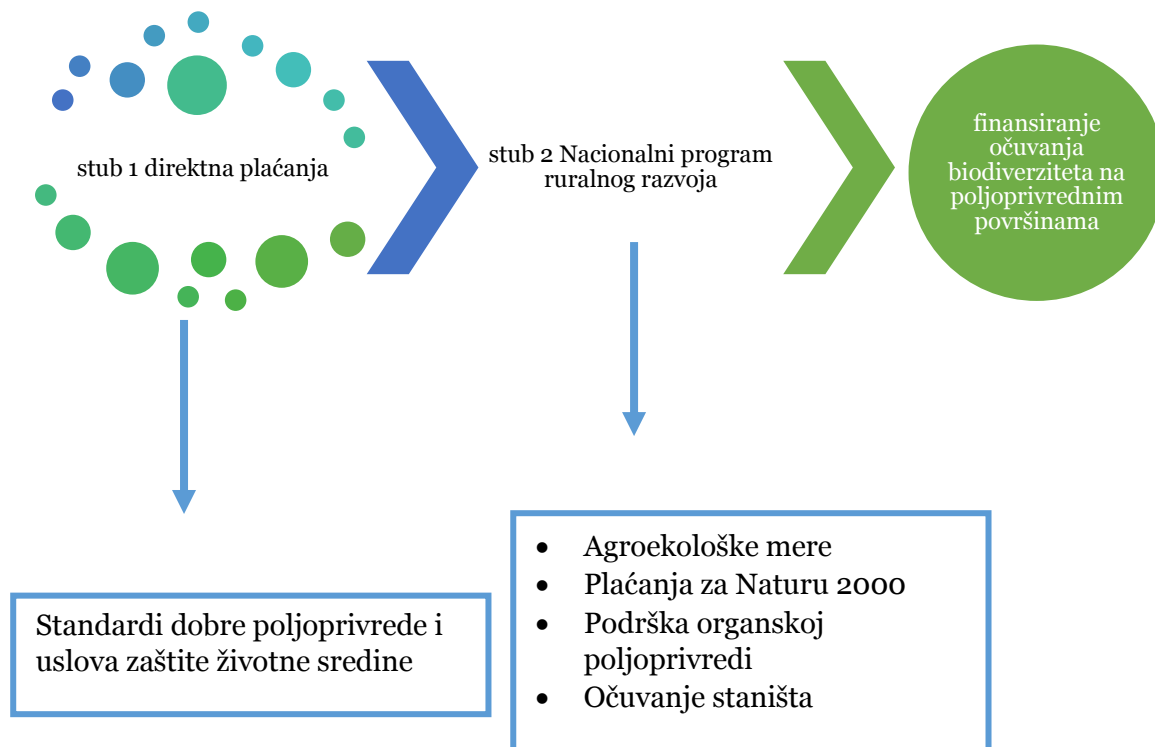 stub 1 direktna plaćanja
stub 2 Nacionalni program
ruralnog razvoja
finansiranje
očuvanja
biodiverziteta na
poljoprivrednim
površinama
Standardi dobre poljoprivrede i
uslova zaštite životne sredine
• Agroekološke mere
• Plaćanja za Naturu 2000
• Podrška organskoj
poljoprivredi
• Očuvanje staništa